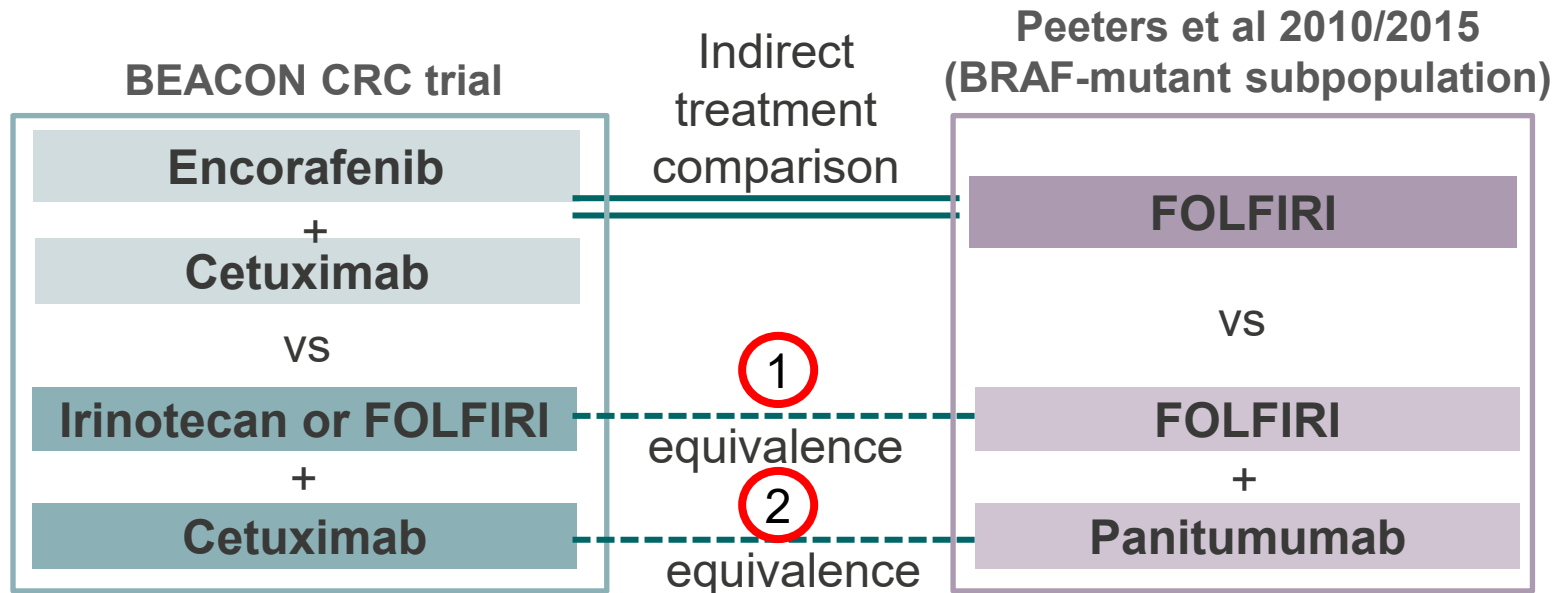 BEACON CRC trial
Encorafenib
+
Cetuximab
vs
Irinotecan or FOLFIRI
+
Cetuximab
Indirect
treatment
comparison
1
equivalence
2
equivalence
Peeters et al 2010/2015
(BRAF-mutant subpopulation)
FOLFIRI
vs
FOLFIRI
+
Panitumumab